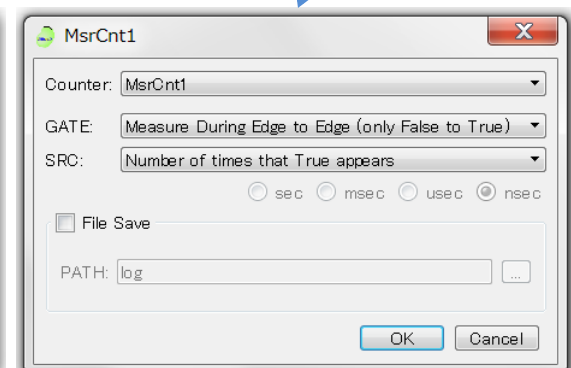 MsrCnt1
Counter: MsrCnt1
GATE: Measure During Edge to Edge (only False to True)
SRC: Number of times that True appears
sec msec usec nsec
File Save
PATH: log ...
OK Cancel